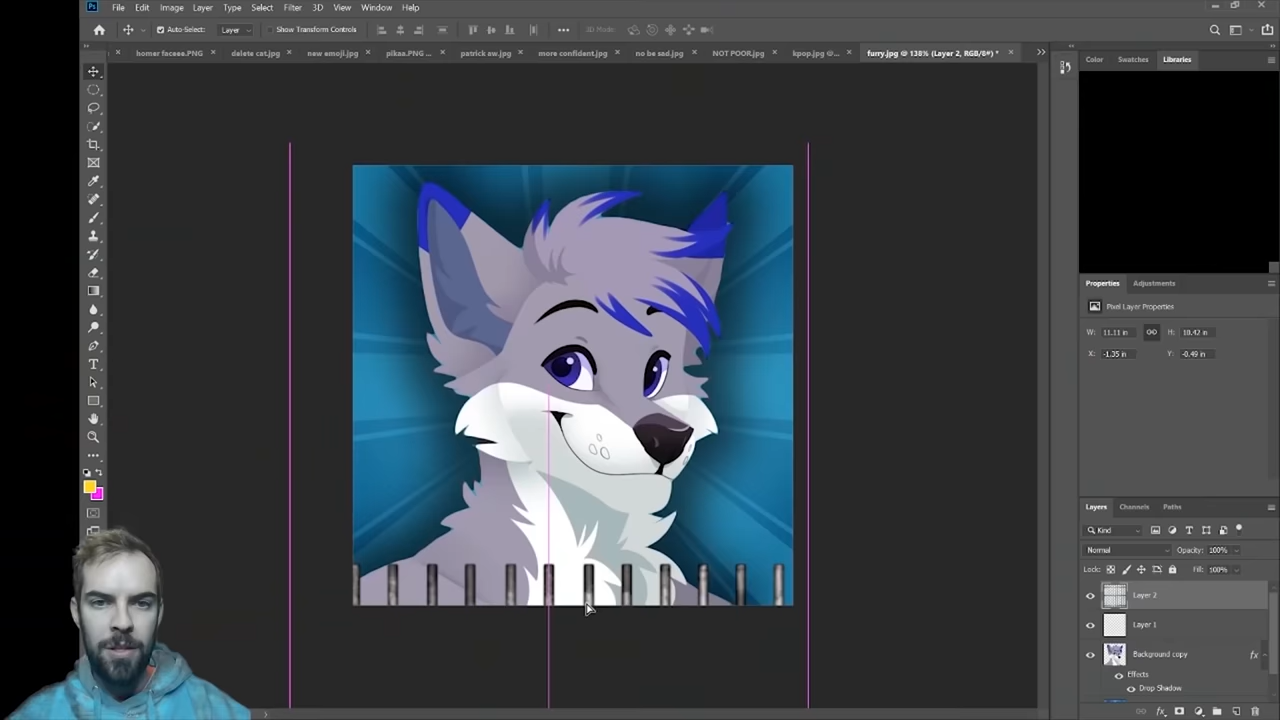 Ps File Edit Image Layer Type Select Filter 3D View Window Help
Auto-Select: Layer Show Transform Controls 3D Mode:
homer faceee.PNG × delete cat.jpg × new emoji.jpg × pikaa.PNG ... × patrick aw.jpg × more confident.jpg × no be sad.jpg × NOT POOR.jpg × kpop.jpg @... × furry.jpg @ 138% (Layer 2, RGB/8#) * ×
Color Swatches Libraries
Properties Adjustments
Pixel Layer Properties
W: 11.11 in H: 10.42 in
X: -1.35 in Y: -0.49 in
Layers Channels Paths
Kind
Normal Opacity: 100%
Lock: Fill: 100%
Layer 2
Layer 1
Background copy fx
Effects
Drop Shadow